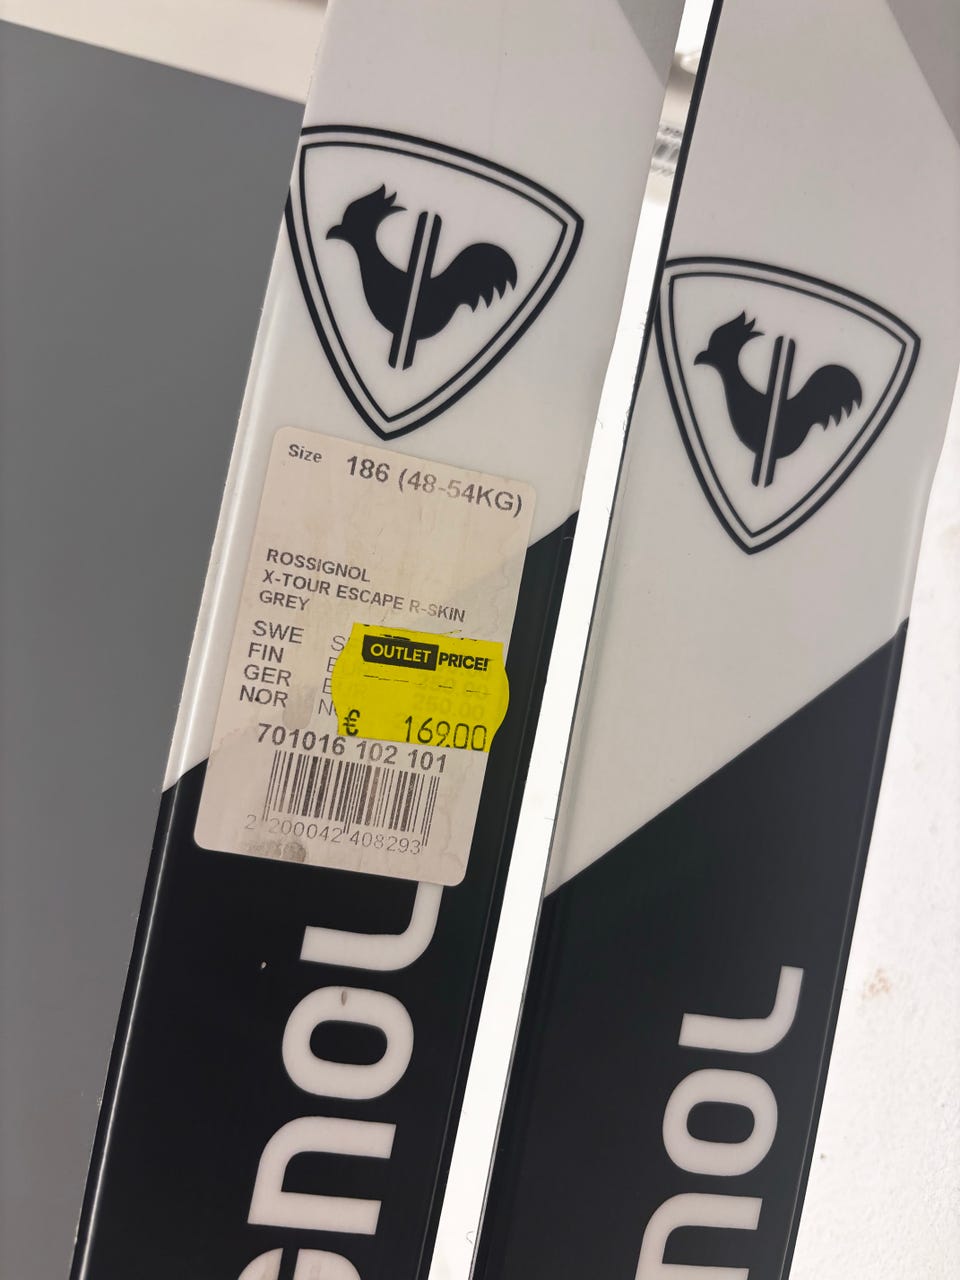 Size 186 (48-54KG)
ROSSIGNOL
X-TOUR ESCAPE R-SKIN
GREY
SWE
FIN
GER
NOR
OUTLET PRICE!
€ 169.00
701016 102 101
2 200042 408293